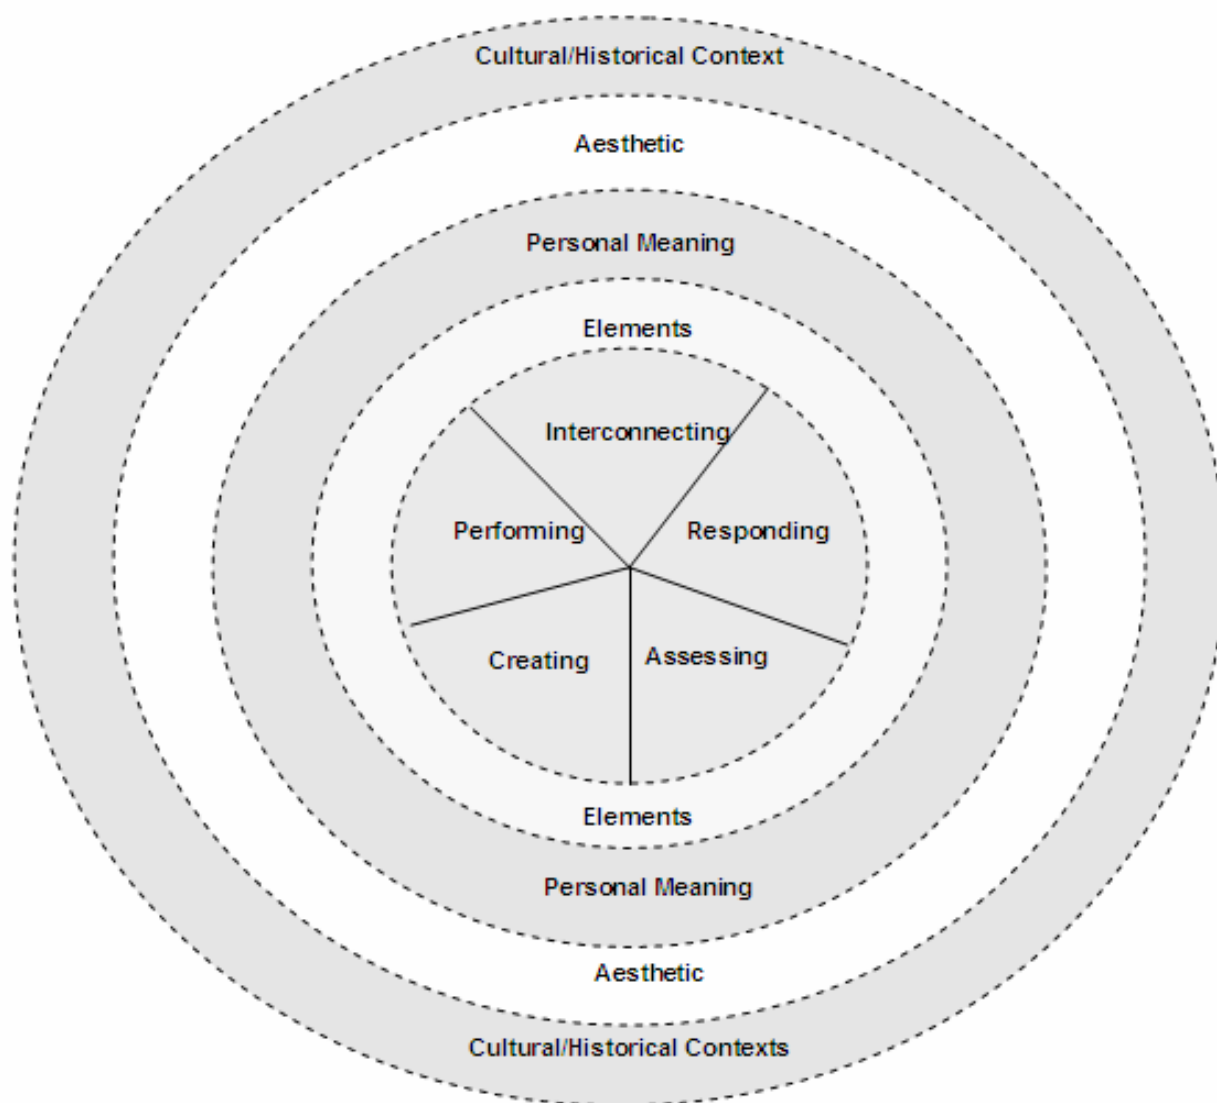 Cultural/Historical Context
Aesthetic
Personal Meaning
Elements
Interconnecting
Performing
Responding
Creating
Assessing
Elements
Personal Meaning
Aesthetic
Cultural/Historical Contexts